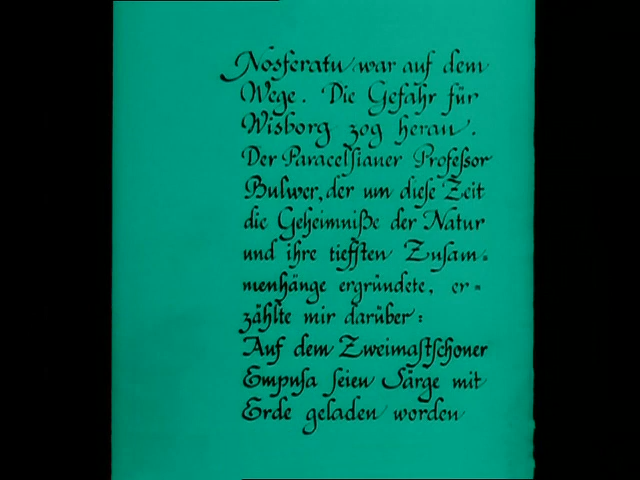 Nosferatu war auf dem
Wege. Die Gefahr für
Wisborg zog heran.
Der Paracelſianer Profeſſor
Bulwer, der um dieſe Zeit
die Geheimniße der Natur
und ihre tiefſten Zuſam=
menhänge ergründete, er=
zählte mir darüber:
Auf dem Zweimaſtſchoner
Empuſa ſeien Särge mit
Erde geladen worden